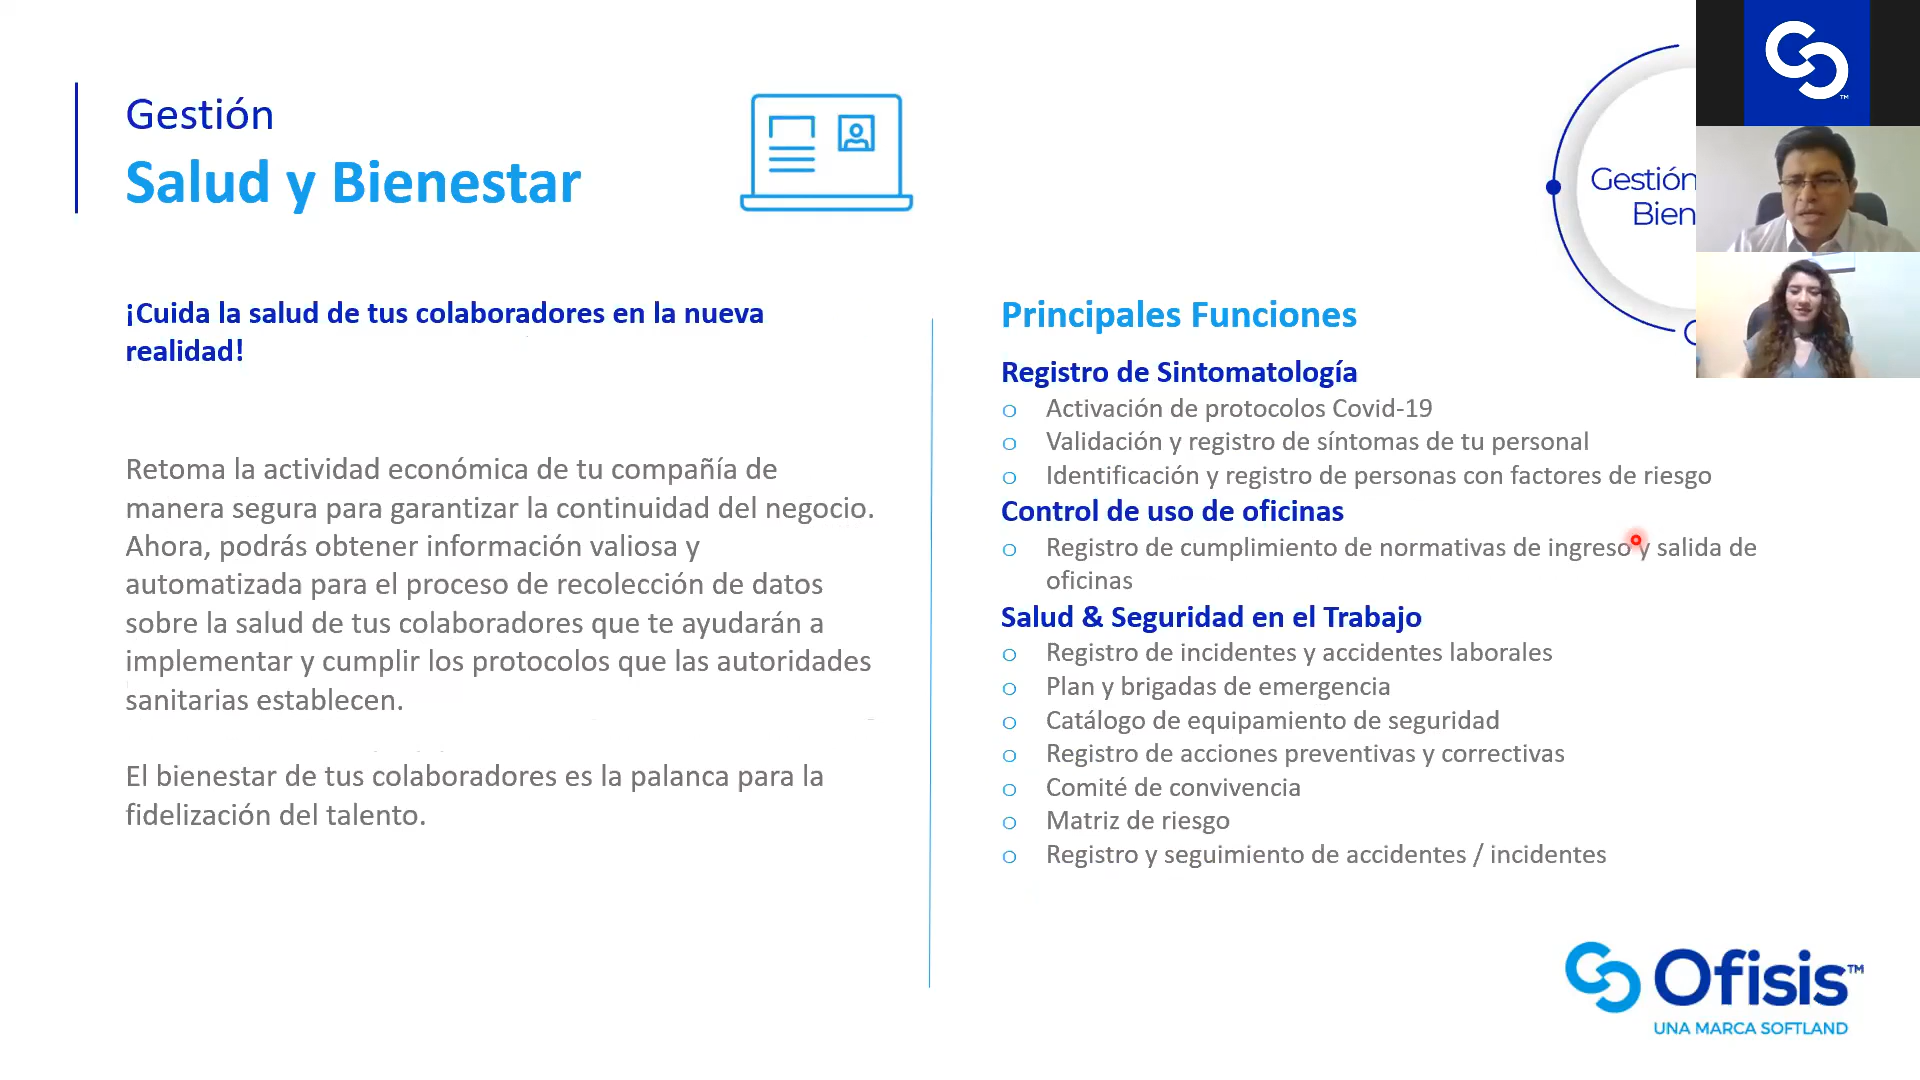 Gestión
Salud y Bienestar
¡Cuida la salud de tus colaboradores en la nueva
realidad!
Retoma la actividad económica de tu compañía de
manera segura para garantizar la continuidad del negocio.
Ahora, podrás obtener información valiosa y
automatizada para el proceso de recolección de datos
sobre la salud de tus colaboradores que te ayudarán a
implementar y cumplir los protocolos que las autoridades
sanitarias establecen.
El bienestar de tus colaboradores es la palanca para la
fidelización del talento.
Gestión
Bien
TM
Principales Funciones
Registro de Sintomatología
o Activación de protocolos Covid-19
o Validación y registro de síntomas de tu personal
o Identificación y registro de personas con factores de riesgo
Control de uso de oficinas
o Registro de cumplimiento de normativas de ingreso y salida de
oficinas
Salud & Seguridad en el Trabajo
o Registro de incidentes y accidentes laborales
o Plan y brigadas de emergencia
o Catálogo de equipamiento de seguridad
o Registro de acciones preventivas y correctivas
o Comité de convivencia
o Matriz de riesgo
o Registro y seguimiento de accidentes / incidentes
Ofisis™
UNA MARCA SOFTLAND